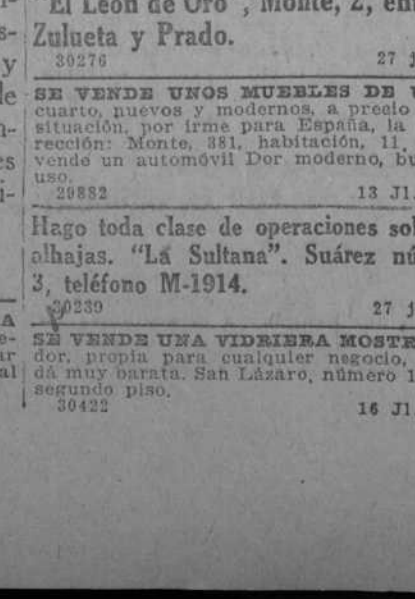 "El León de Oro", Monte, 2, en
Zulueta y Prado.
30276 27 j
SE VENDE UNOS MUEBLES DE
cuarto, nuevos y modernos, a precio
situación, por irme para España, la
rección: Monte, 381, habitación, 11,
vende un automóvil Dor moderno, bu
uso.
29882 13 Jl.
Hago toda clase de operaciones so
alhajas. "La Sultana". Suárez nú
3, teléfono M-1914.
30239 27 j
SE VENDE UNA VIDRIERA MOSTR
dor, propia para cualquier negocio,
dá muy barata. San Lázaro, número 1
segundo piso.
30422 16 Jl